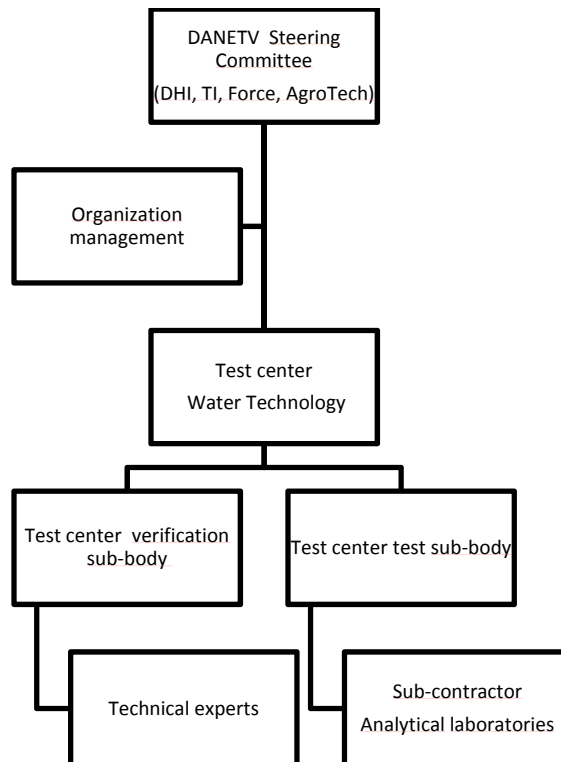 DANETV Steering
Committee
(DHI, TI, Force, AgroTech)
Organization
management
Test center
Water Technology
Test center verification
sub-body
Test center test sub-body
Technical experts
Sub-contractor
Analytical laboratories